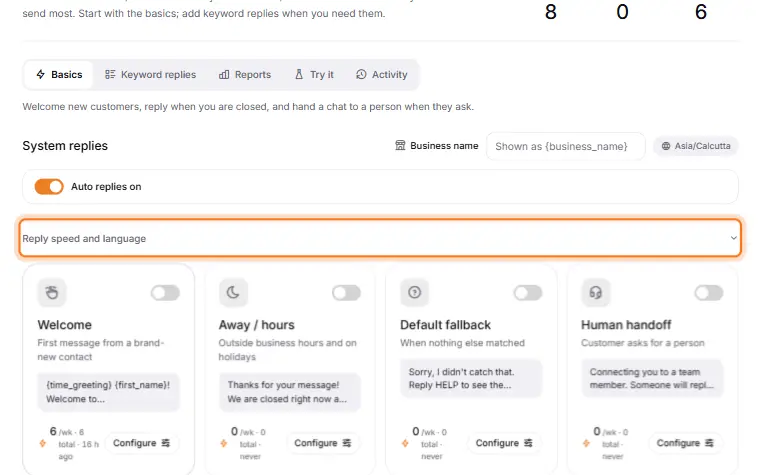 send most. Start with the basics; add keyword replies when you need them.
8 0 6
Basics Keyword replies Reports Try it Activity
Welcome new customers, reply when you are closed, and hand a chat to a person when they ask.
System replies Business name Shown as {business_name} Asia/Calcutta
Auto replies on
Reply speed and language
Welcome
First message from a brand-
new contact
{time_greeting} {first_name}!
Welcome to...
6 /wk · 6
total · 16 h
ago
Configure
Away / hours
Outside business hours and on
holidays
Thanks for your message!
We are closed right now a...
0 /wk · 0
total ·
never
Configure
Default fallback
When nothing else matched
Sorry, I didn't catch that.
Reply HELP to see the...
0 /wk · 0
total ·
never
Configure
Human handoff
Customer asks for a person
Connecting you to a team
member. Someone will repl...
0 /wk · 0
total ·
never
Configure